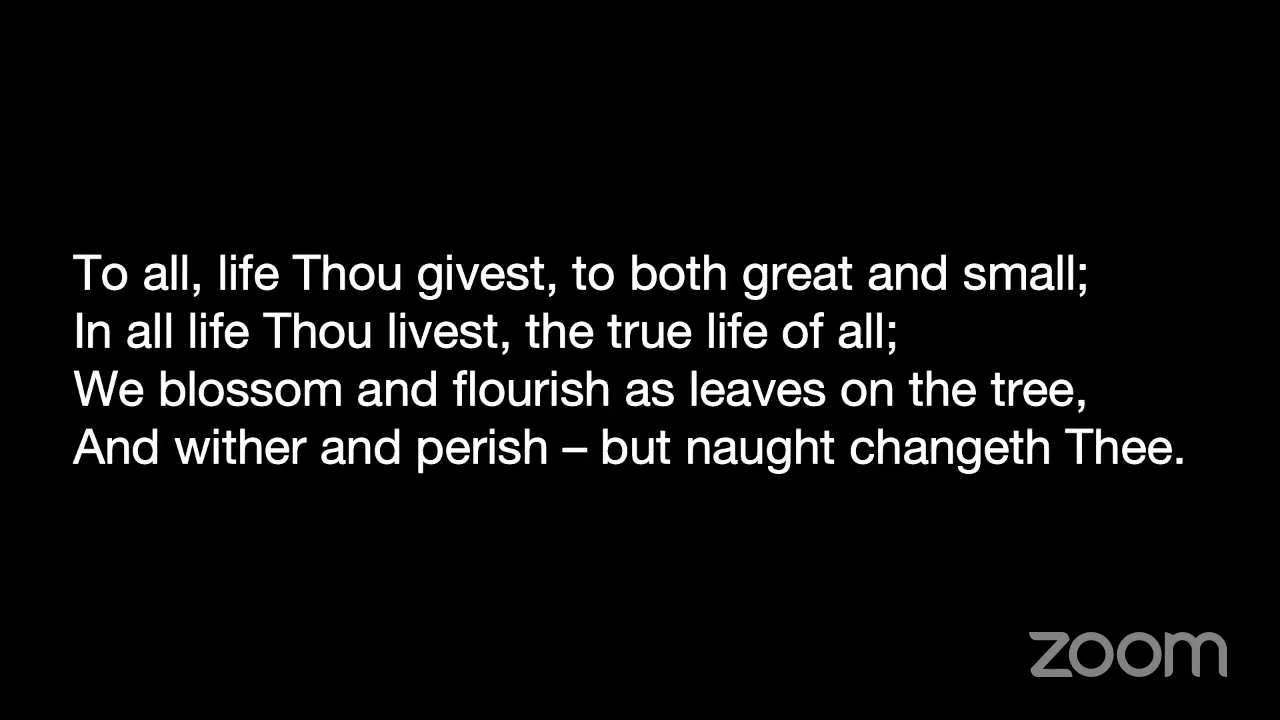 To all, life Thou givest, to both great and small;
In all life Thou livest, the true life of all;
We blossom and flourish as leaves on the tree,
And wither and perish – but naught changeth Thee.
zoom